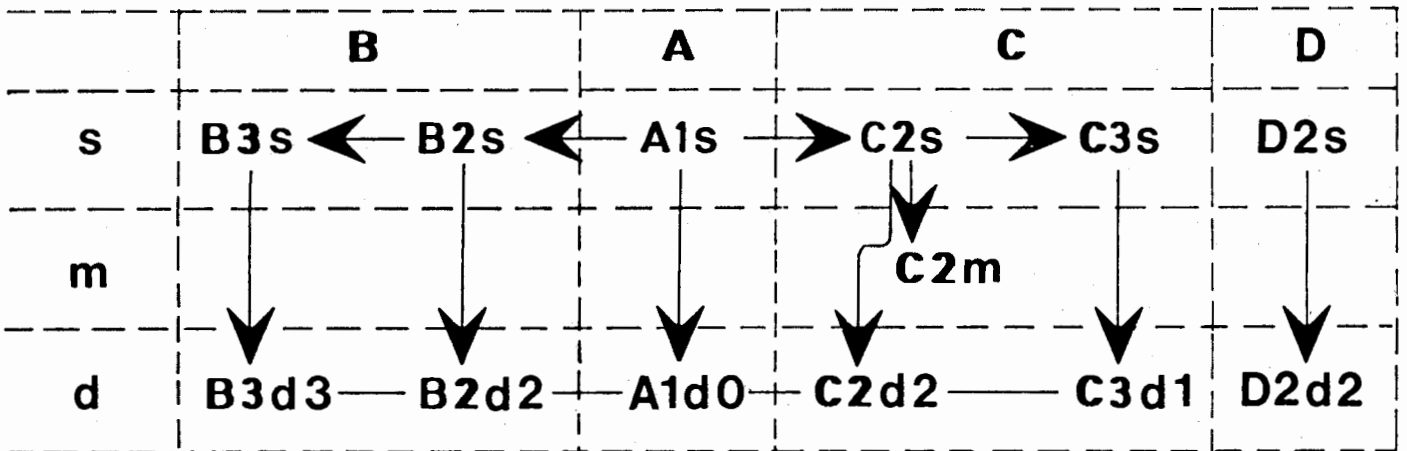 B A C D
s B3s B2s A1s C2s C3s D2s
m C2m
d B3d3 B2d2 A1d0 C2d2 C3d1 D2d2